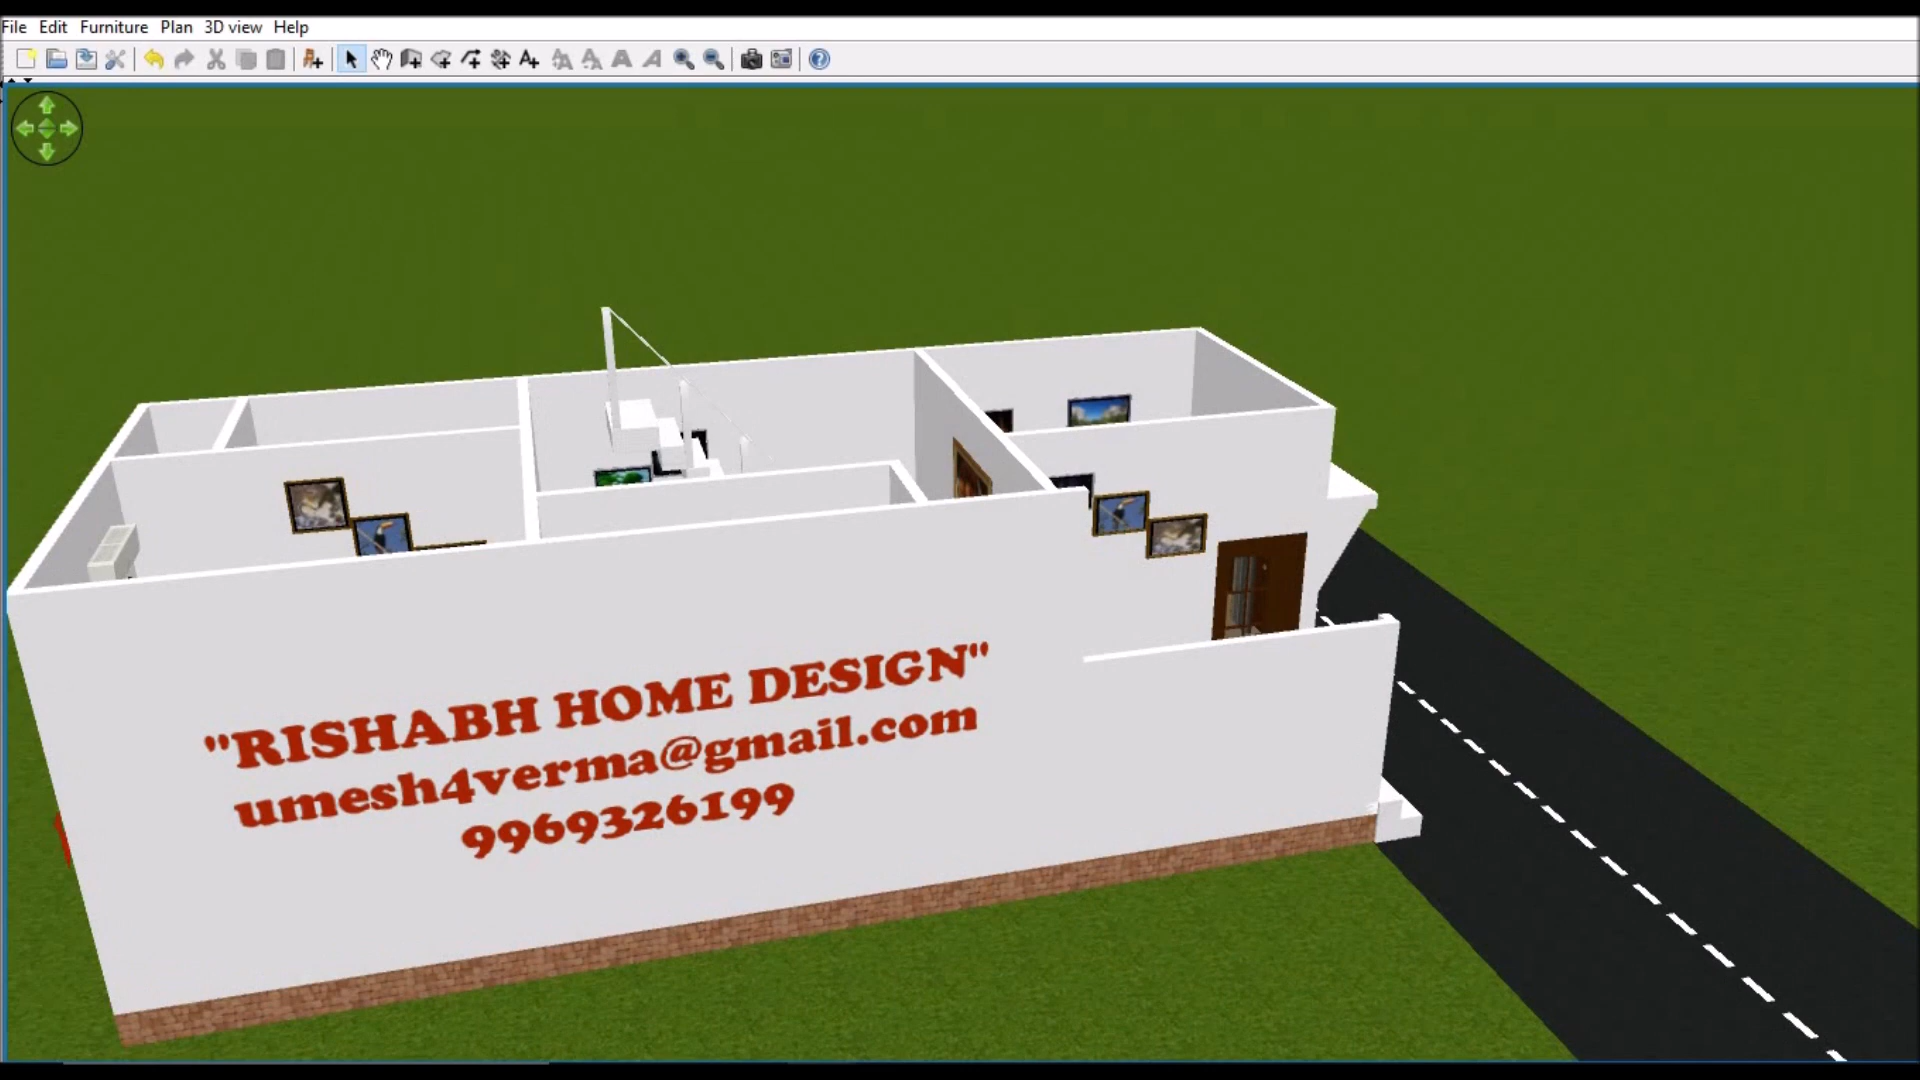 File Edit Furniture Plan 3D view Help
"RISHABH HOME DESIGN"
umesh4verma@gmail.com
9969326199